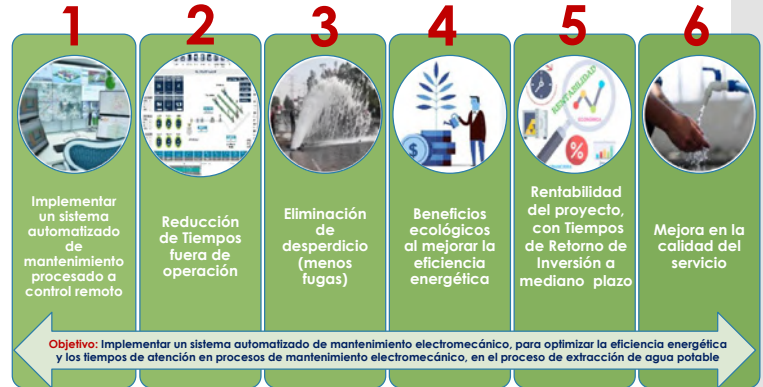 1
2
3
4
5
6
RENTABILIDAD
ECONÓMICA
$
%
Implementar
un sistema
automatizado
de
mantenimiento
procesado a
control remoto
Reducción
de Tiempos
fuera de
operación
Eliminación
de
desperdicio
(menos
fugas)
Beneficios
ecológicos
al mejorar la
eficiencia
energética
Rentabilidad
del proyecto,
con Tiempos
de Retorno de
Inversión a
mediano plazo
Mejora en la
calidad del
servicio
Objetivo: Implementar un sistema automatizado de mantenimiento electromecánico, para optimizar la eficiencia energética
y los tiempos de atención en procesos de mantenimiento electromecánico, en el proceso de extracción de agua potable